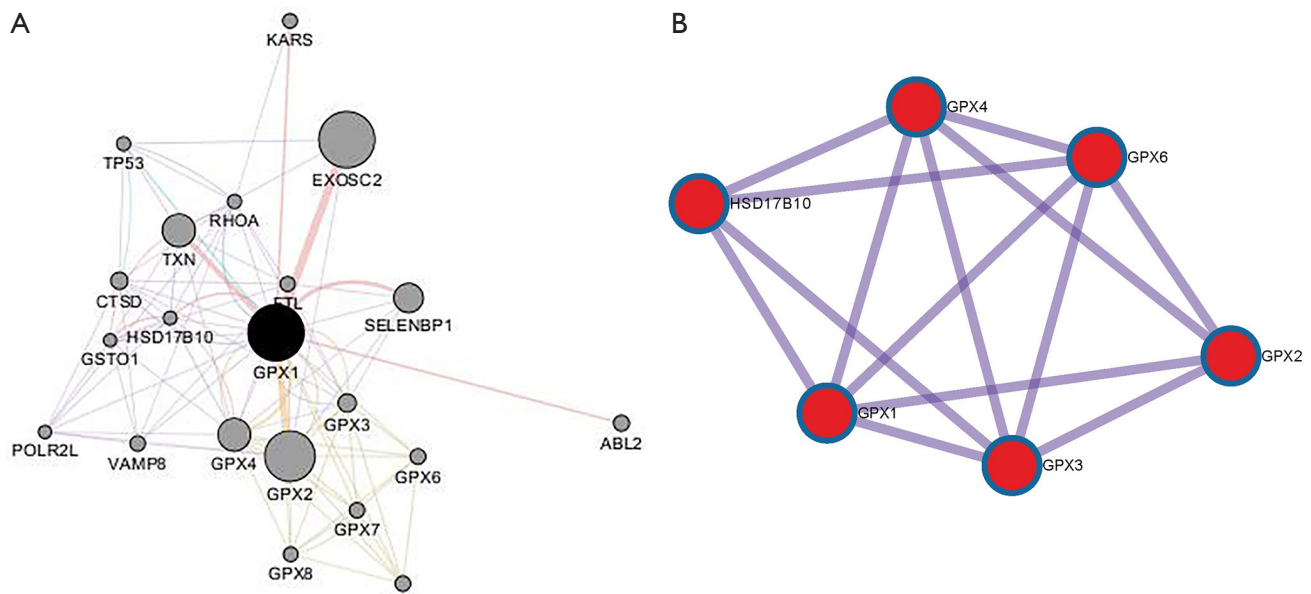 A
KARS
TP53
EXOSC2
RHOA
TXN
CTSD
FTL
HSD17B10
SELENBP1
GSTO1
GPX1
GPX3
POLR2L
VAMP8
GPX4
GPX2
GPX6
ABL2
GPX7
GPX8
B
GPX4
GPX6
HSD17B10
GPX2
GPX1
GPX3